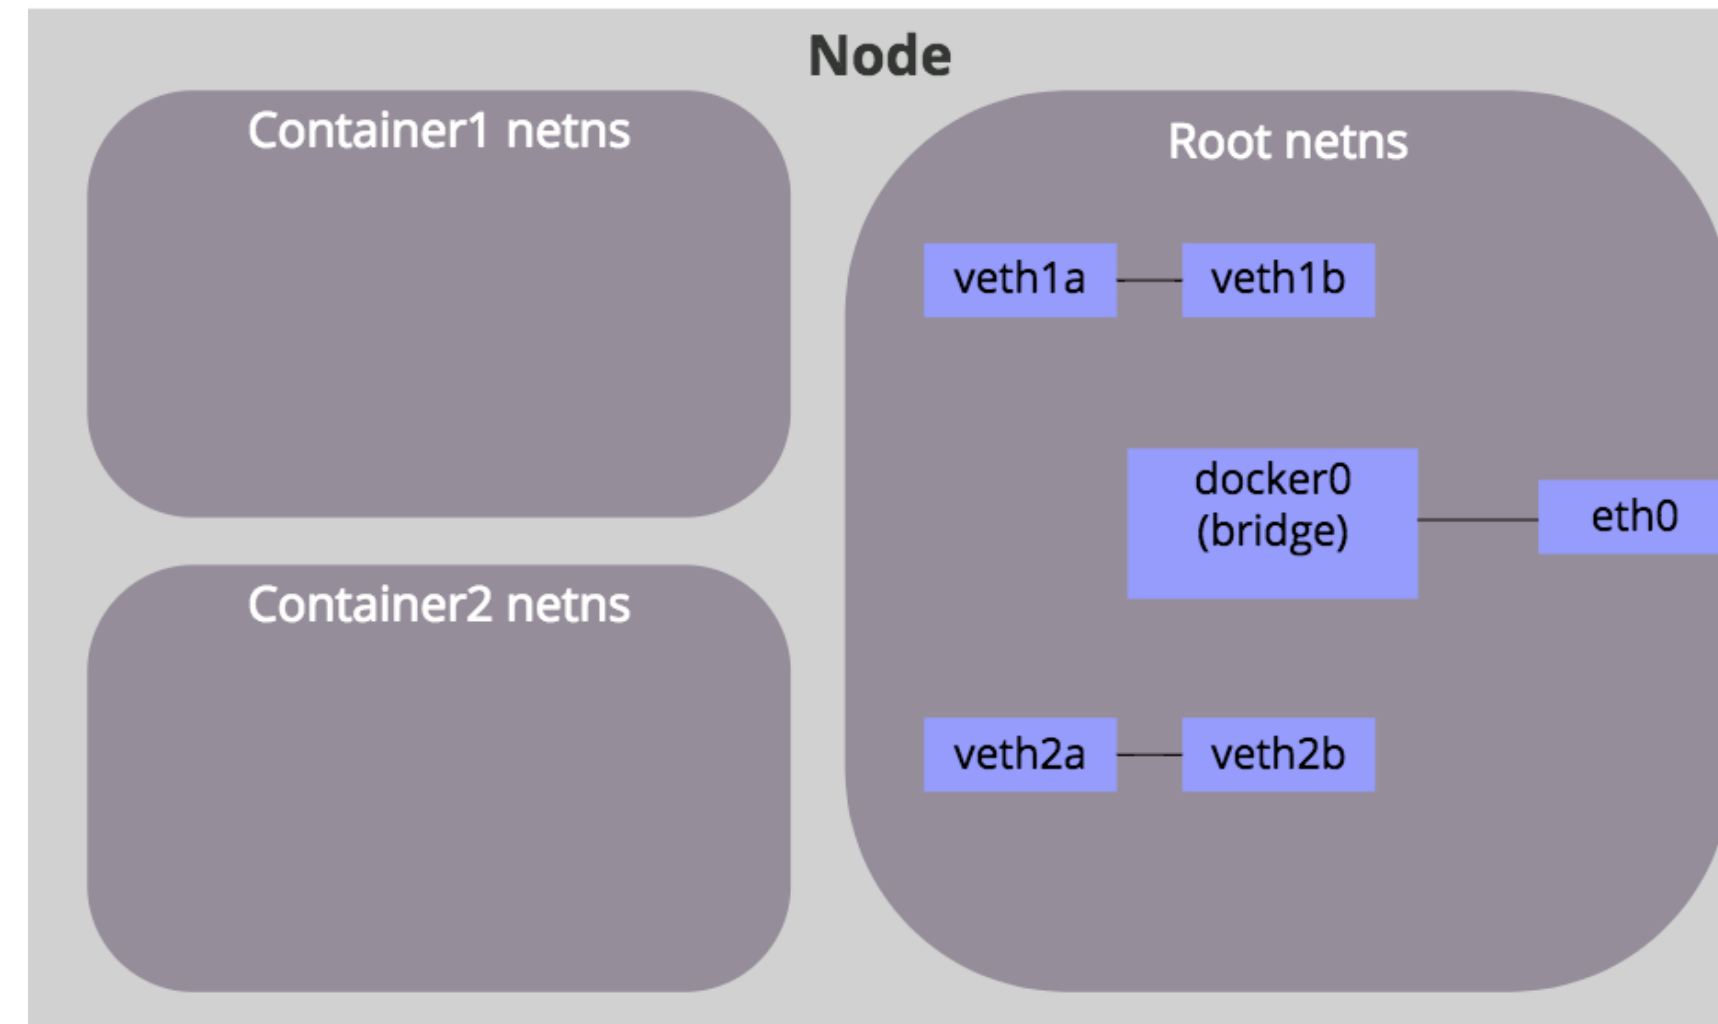 Node
Container1 netns
Root netns
veth1a
veth1b
docker0
(bridge)
eth0
Container2 netns
veth2a
veth2b